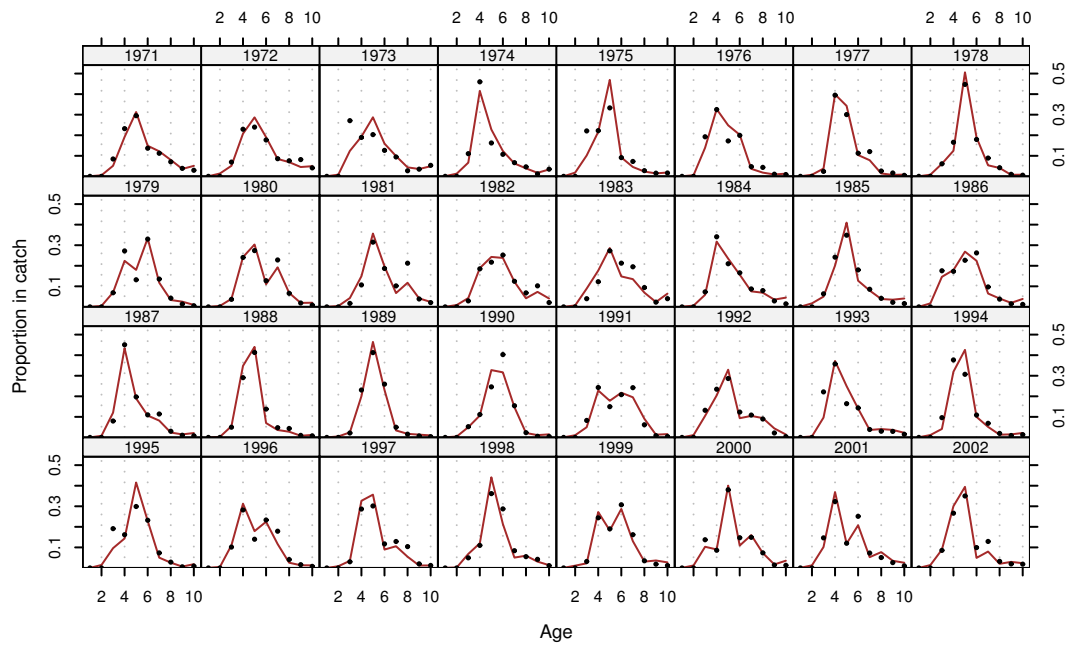 2 4 6 8 10 2 4 6 8 10 2 4 6 8 10 2 4 6 8 10
1971 1972 1973 1974 1975 1976 1977 1978
0.1 0.3 0.5
1979 1980 1981 1982 1983 1984 1985 1986
0.1 0.3 0.5
1987 1988 1989 1990 1991 1992 1993 1994
0.1 0.3 0.5
1995 1996 1997 1998 1999 2000 2001 2002
0.1 0.3 0.5
2 4 6 8 10 2 4 6 8 10 2 4 6 8 10 2 4 6 8 10
Proportion in catch
Age